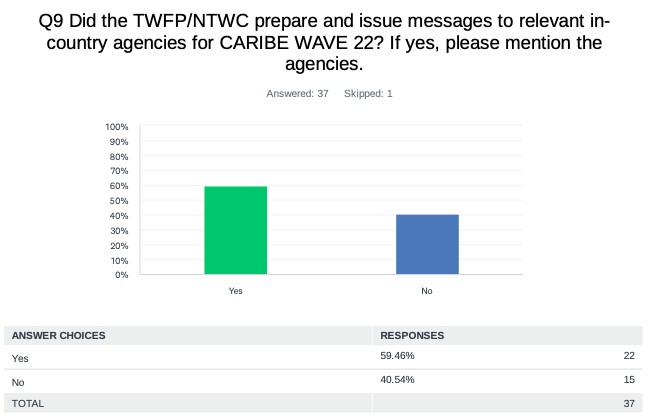 Q9 Did the TWFP/NTWC prepare and issue messages to relevant in-
country agencies for CARIBE WAVE 22? If yes, please mention the
agencies.
Answered: 37 Skipped: 1
100%
90%
80%
70%
60%
50%
40%
30%
20%
10%
0%
Yes No
ANSWER CHOICES RESPONSES
Yes 59.46% 22
No 40.54% 15
TOTAL 37